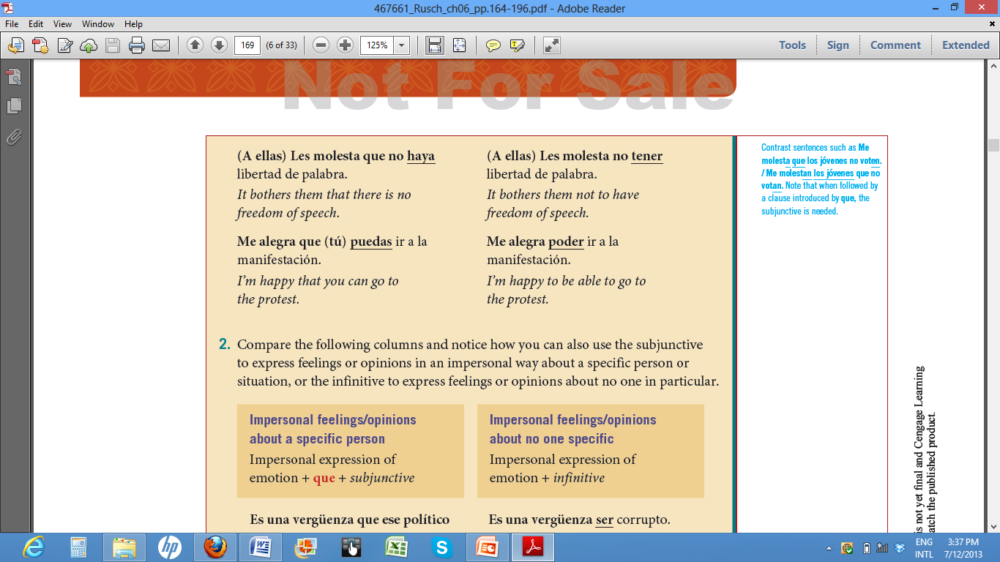 467661_Rusch_ch06_pp.164-196.pdf - Adobe Reader
File Edit View Window Help
169 (6 of 33) 125% Tools Sign Comment Extended
Not For Sale
(A ellas) Les molesta que no haya
libertad de palabra.
It bothers them that there is no
freedom of speech.
(A ellas) Les molesta no tener
libertad de palabra.
It bothers them not to have
freedom of speech.
Me alegra que (tú) puedas ir a la
manifestación.
I'm happy that you can go to
the protest.
Me alegra poder ir a la
manifestación.
I'm happy to be able to go to
the protest.
Contrast sentences such as Me
molesta que los jóvenes no voten.
/ Me molestan los jóvenes que no
votan. Note that when followed by
a clause introduced by que, the
subjunctive is needed.
2. Compare the following columns and notice how you can also use the subjunctive
to express feelings or opinions in an impersonal way about a specific person or
situation, or the infinitive to express feelings or opinions about no one in particular.
Impersonal feelings/opinions
about a specific person
Impersonal expression of
emotion + que + subjunctive
Impersonal feelings/opinions
about no one specific
Impersonal expression of
emotion + infinitive
Es una vergüenza que ese político
Es una vergüenza ser corrupto.
is not yet final and Cengage Learning
atch the published product.
ENG
INTL
3:37 PM
7/12/2013